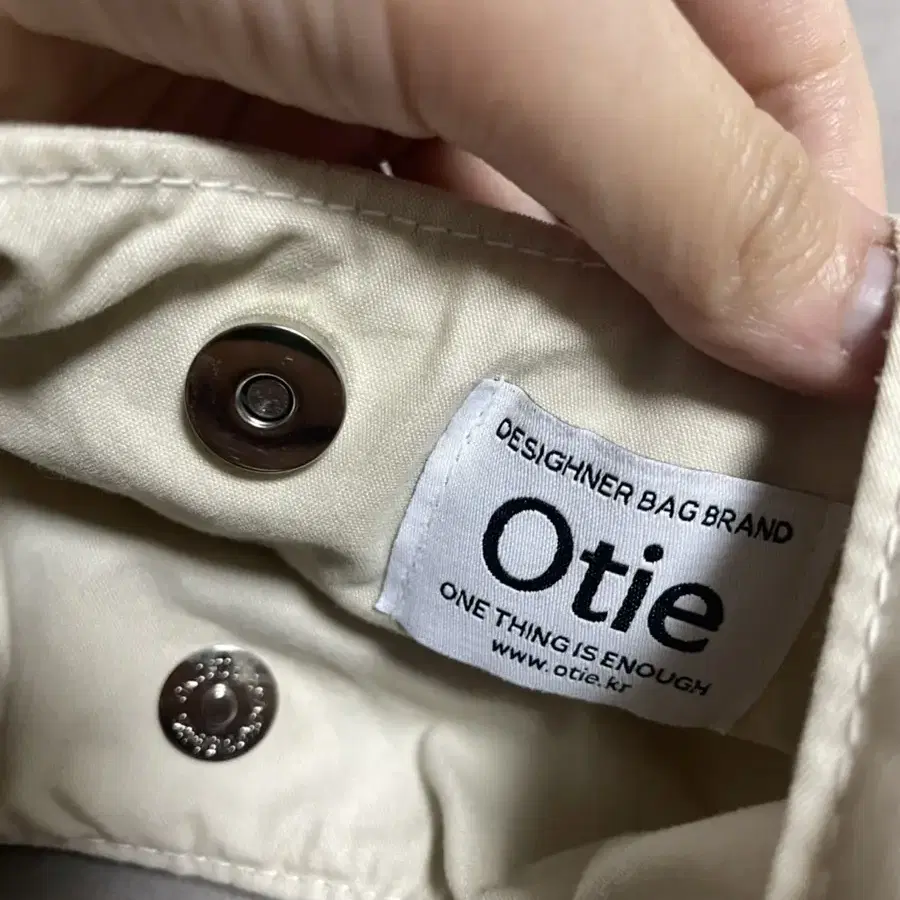 DESIGHNER BAG BRAND
Otie
ONE THING IS ENOUGH
www.otie.kr